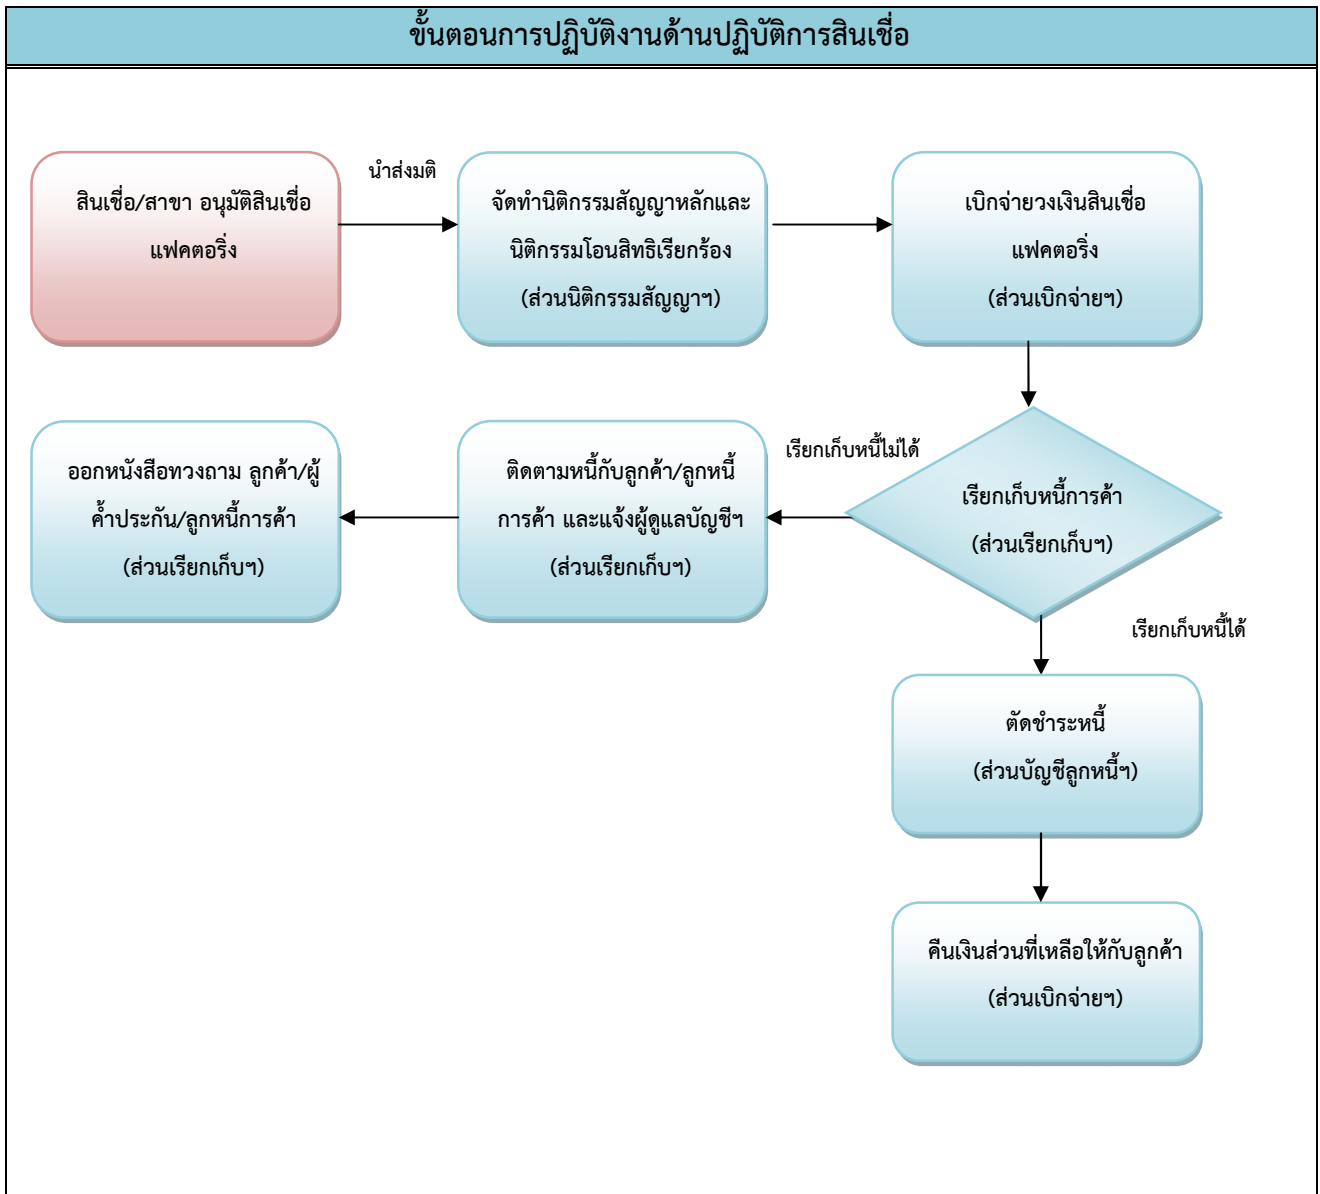 ขั้นตอนการปฏิบัติงานด้านปฏิบัติการสินเชื่อ
สินเชื่อ/สาขา อนุมัติสินเชื่อ
แฟคตอริ่ง
นำส่งมติ
จัดทำนิติกรรมสัญญาหลักและ
นิติกรรมโอนสิทธิเรียกร้อง
(ส่วนนิติกรรมสัญญาฯ)
เบิกจ่ายวงเงินสินเชื่อ
แฟคตอริ่ง
(ส่วนเบิกจ่ายฯ)
เรียกเก็บหนี้การค้า
(ส่วนเรียกเก็บฯ)
เรียกเก็บหนี้ไม่ได้
ติดตามหนี้กับลูกค้า/ลูกหนี้
การค้า และแจ้งผู้ดูแลบัญชีฯ
(ส่วนเรียกเก็บฯ)
ออกหนังสือทวงถาม ลูกค้า/ผู้
ค้ำประกัน/ลูกหนี้การค้า
(ส่วนเรียกเก็บฯ)
เรียกเก็บหนี้ได้
ตัดชำระหนี้
(ส่วนบัญชีลูกหนี้ฯ)
คืนเงินส่วนที่เหลือให้กับลูกค้า
(ส่วนเบิกจ่ายฯ)